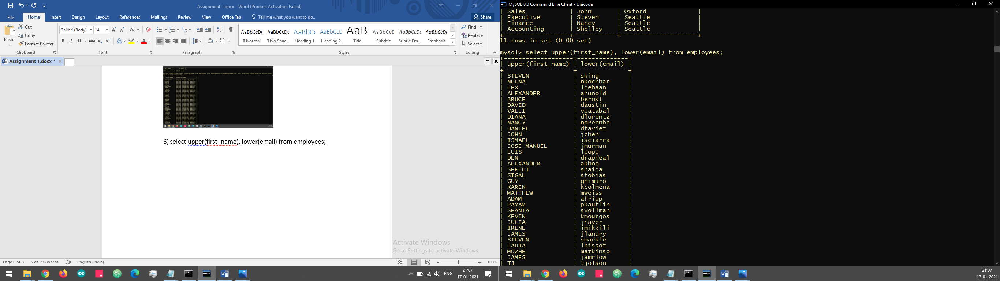 Assignment 1.docx - Word (Product Activation Failed)
File Home Insert Design Layout References Mailings Review View Office Tab Tell me what you want to do... Share
Paste
Cut
Copy
Format Painter
Clipboard
Calibri (Body) 14
Font
Paragraph
AaBbCcDc AaBbCcDc AaBbCc AaBbCcD AaB AaBbCcD AaBbCcDc AaBbCcDc
¶ Normal ¶ No Spac... Heading 1 Heading 2 Title Subtitle Subtle Em... Emphasis
Styles
Find
Replace
Select
Editing
Assignment 1.docx *
6) select upper(first_name), lower(email) from employees;
Activate Windows
Go to Settings to activate Windows.
Page 8 of 8 5 of 296 words English (India) 100%
ENG 21:07
17-01-2021
MySQL 8.0 Command Line Client - Unicode
| Sales | John | Oxford |
| Executive | Steven | Seattle |
| Finance | Nancy | Seattle |
| Accounting | Shelley | Seattle |
11 rows in set (0.00 sec)
mysql> select upper(first_name), lower(email) from employees;
| upper(first_name) | lower(email) |
| STEVEN | sking |
| NEENA | nkochhar |
| LEX | ldehaan |
| ALEXANDER | ahunold |
| BRUCE | bernst |
| DAVID | daustin |
| VALLI | vpatabal |
| DIANA | dlorentz |
| NANCY | ngreenbe |
| DANIEL | dfaviet |
| JOHN | jchen |
| ISMAEL | isciarra |
| JOSE MANUEL | jmurman |
| LUIS | lpopp |
| DEN | drapheal |
| ALEXANDER | akhoo |
| SHELLI | sbaida |
| SIGAL | stobias |
| GUY | ghimuro |
| KAREN | kcolmena |
| MATTHEW | mweiss |
| ADAM | afripp |
| PAYAM | pkauflin |
| SHANTA | svollman |
| KEVIN | kmourgos |
| JULIA | jnayer |
| IRENE | imikkili |
| JAMES | jlandry |
| STEVEN | smarkle |
| LAURA | lbissot |
| MOZHE | matkinso |
| JAMES | jamrlow |
| TJ | tjolson |
21:07
17-01-2021